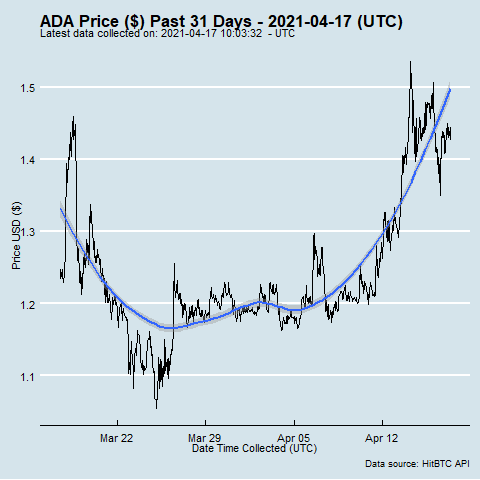 ADA Price ($) Past 31 Days - 2021-04-17 (UTC)
Latest data collected on: 2021-04-17 10:03:32  - UTC
1.5
1.4
1.3
1.2
1.1
Price USD ($)
Mar 22 Mar 29 Apr 05 Apr 12
Date Time Collected (UTC)
Data source: HitBTC API